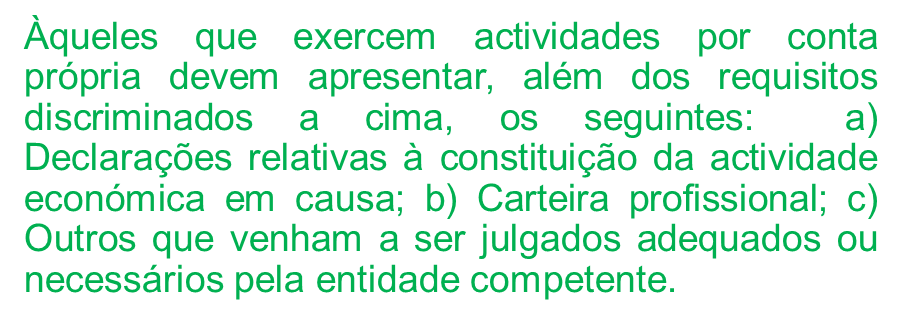 Àqueles que exercem actividades por conta
própria devem apresentar, além dos requisitos
discriminados a cima, os seguintes: a)
Declarações relativas à constituição da actividade
económica em causa; b) Carteira profissional; c)
Outros que venham a ser julgados adequados ou
necessários pela entidade competente.